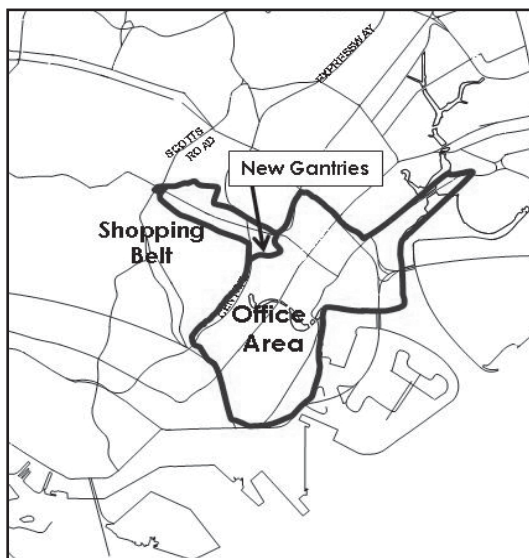 EXPRESSWAY
SCOTTS
ROAD
New Gantries
Shopping
Belt
Office
Area